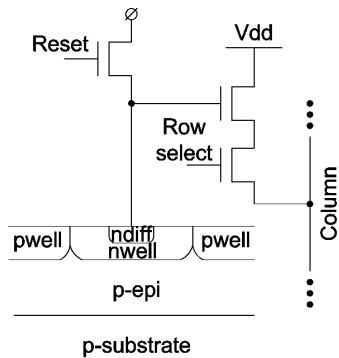 Reset
Vdd
Row
select
Column
ndiff
pwell
nwell
pwell
p-epi
p-substrate